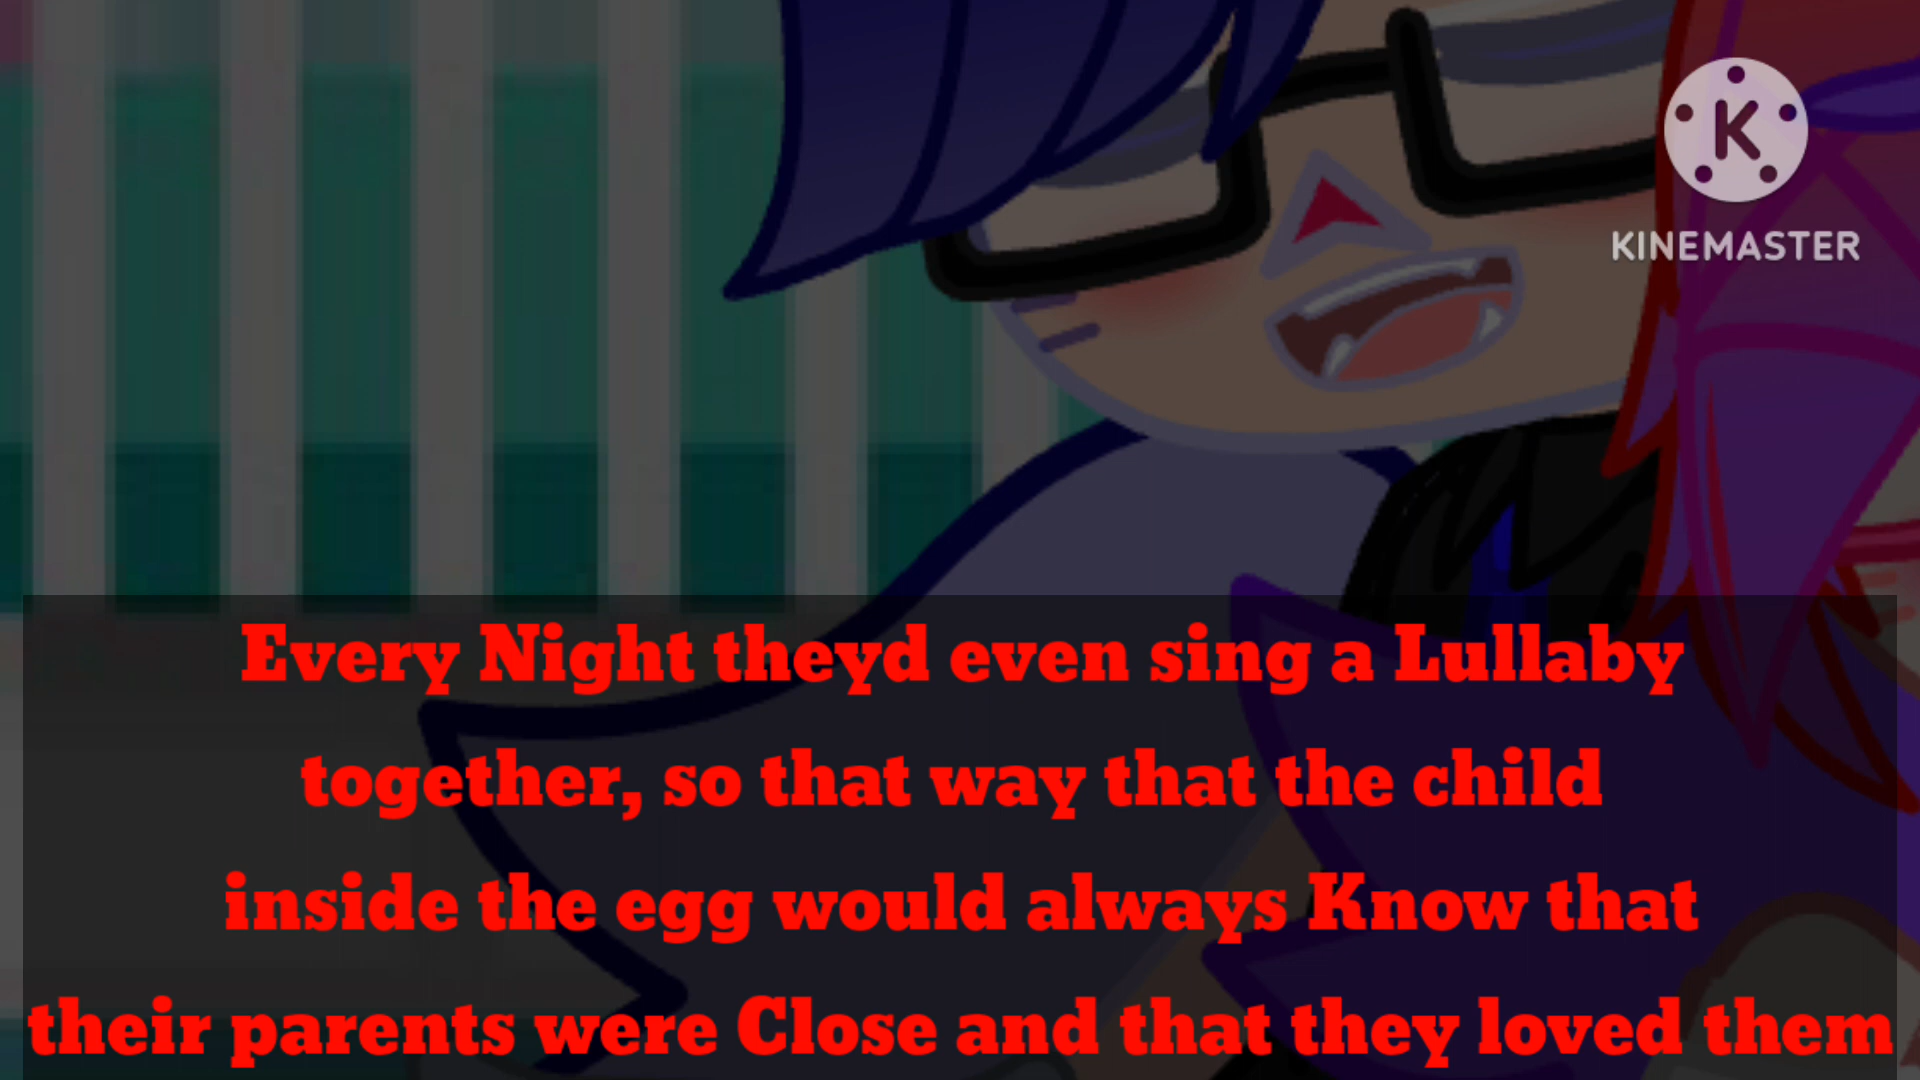 K
KINEMASTER
Every Night theyd even sing a Lullaby
together, so that way that the child
inside the egg would always Know that
their parents were Close and that they loved them